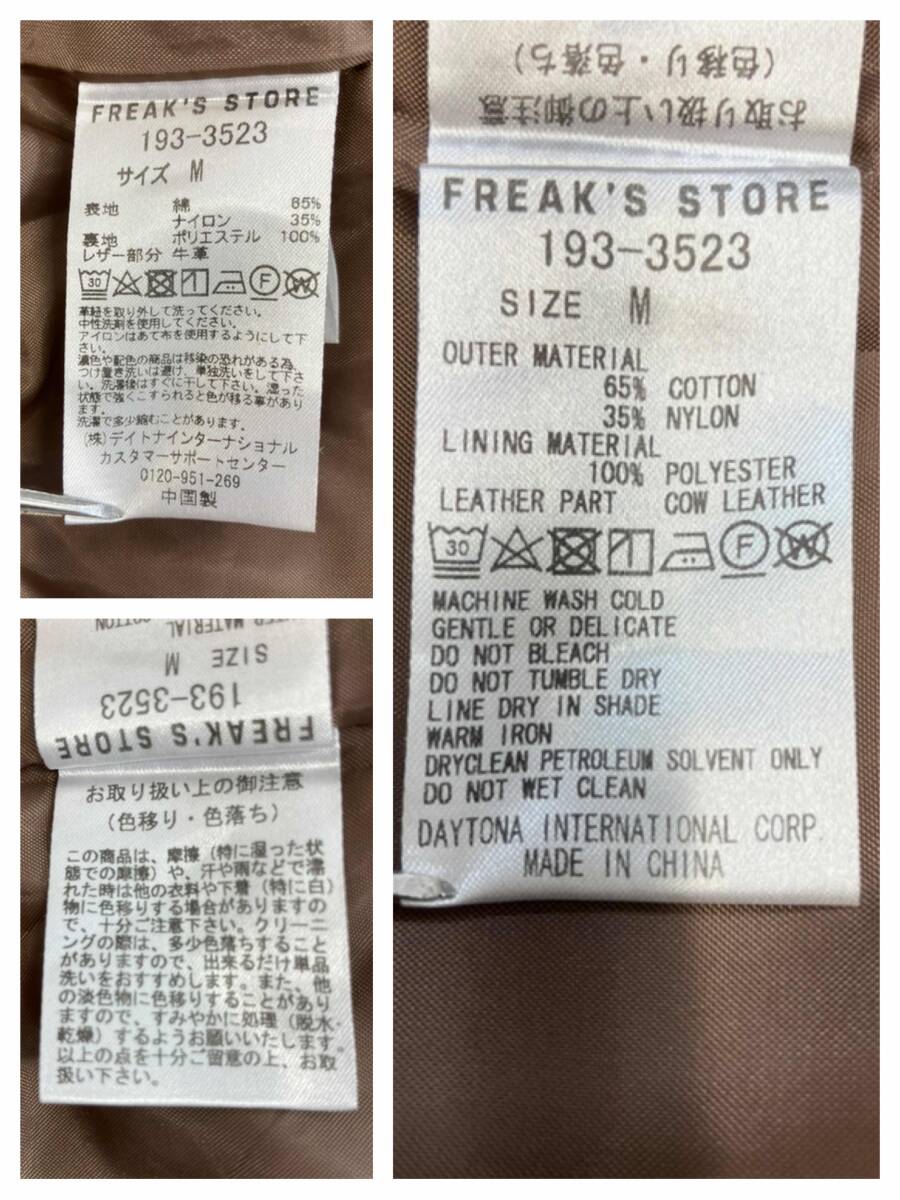 FREAK'S STORE
193-3523
サイズ M
表地 綿 65%
ナイロン 35%
裏地 ポリエステル 100%
レザー部分 牛革
30 F W
革紐を取り外して洗ってください。
中性洗剤を使用してください。
アイロンはあて布を使用するようにして下
さい。
濃色や配色の商品は移染の恐れがある為、
つけ置き洗いは避け、単独洗いをして下さ
い。洗濯後はすぐに干して下さい。湿った
状態で強くこすられると色が移る事があり
ます。
洗濯で多少縮むことがあります。
(株)デイトナインターナショナル
カスタマーサポートセンター
0120-951-269
中国製
お取り扱い上の御注意
(色移り・色落ち)
FREAK'S STORE
193-3523
SIZE M
OUTER MATERIAL
65% COTTON
35% NYLON
LINING MATERIAL
100% POLYESTER
LEATHER PART COW LEATHER
30 F W
MACHINE WASH COLD
GENTLE OR DELICATE
DO NOT BLEACH
DO NOT TUMBLE DRY
LINE DRY IN SHADE
WARM IRON
DRYCLEAN PETROLEUM SOLVENT ONLY
DO NOT WET CLEAN
DAYTONA INTERNATIONAL CORP.
MADE IN CHINA
FREAK'S STORE
193-3523
SIZE M
MATERIAL
COTTON
お取り扱い上の御注意
(色移り・色落ち)
この商品は、摩擦(特に湿った状
態での摩擦)や、汗や雨などで濡
れた時は他の衣料や下着(特に白)
物に色移りする場合がありますの
で、十分ご注意下さい。クリーニ
ングの際は、多少色落ちすること
がありますので、出来るだけ単品
洗いをおすすめします。また、他
の淡色物に色移りすることがあり
ますので、すみやかに処理(脱水・
乾燥)するようお願いいたします。
以上の点を十分ご留意の上、お取
扱い下さい。